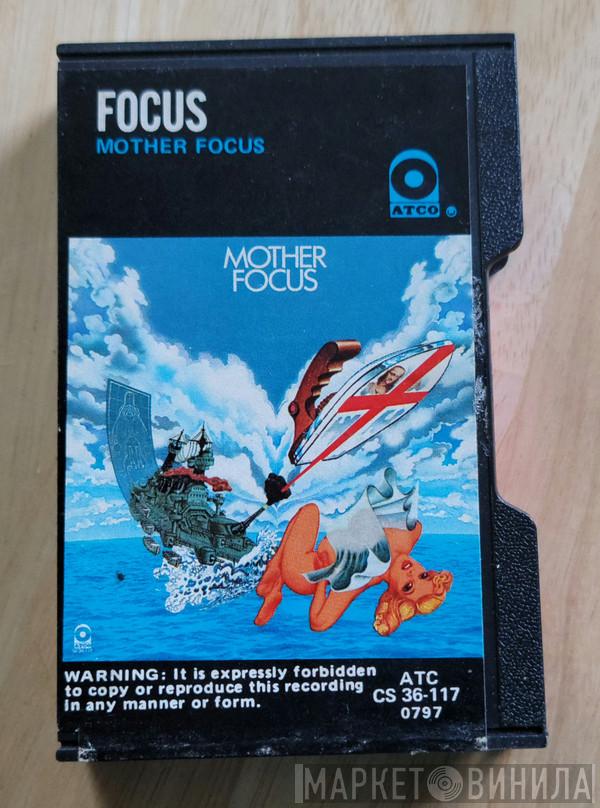 FOCUS
MOTHER FOCUS
ATCO ®
MOTHER
FOCUS
WARNING: It is expressly forbidden
to copy or reproduce this recording
in any manner or form.
ATC
CS 36-117
0797
МАРКЕТ ВИНИЛА